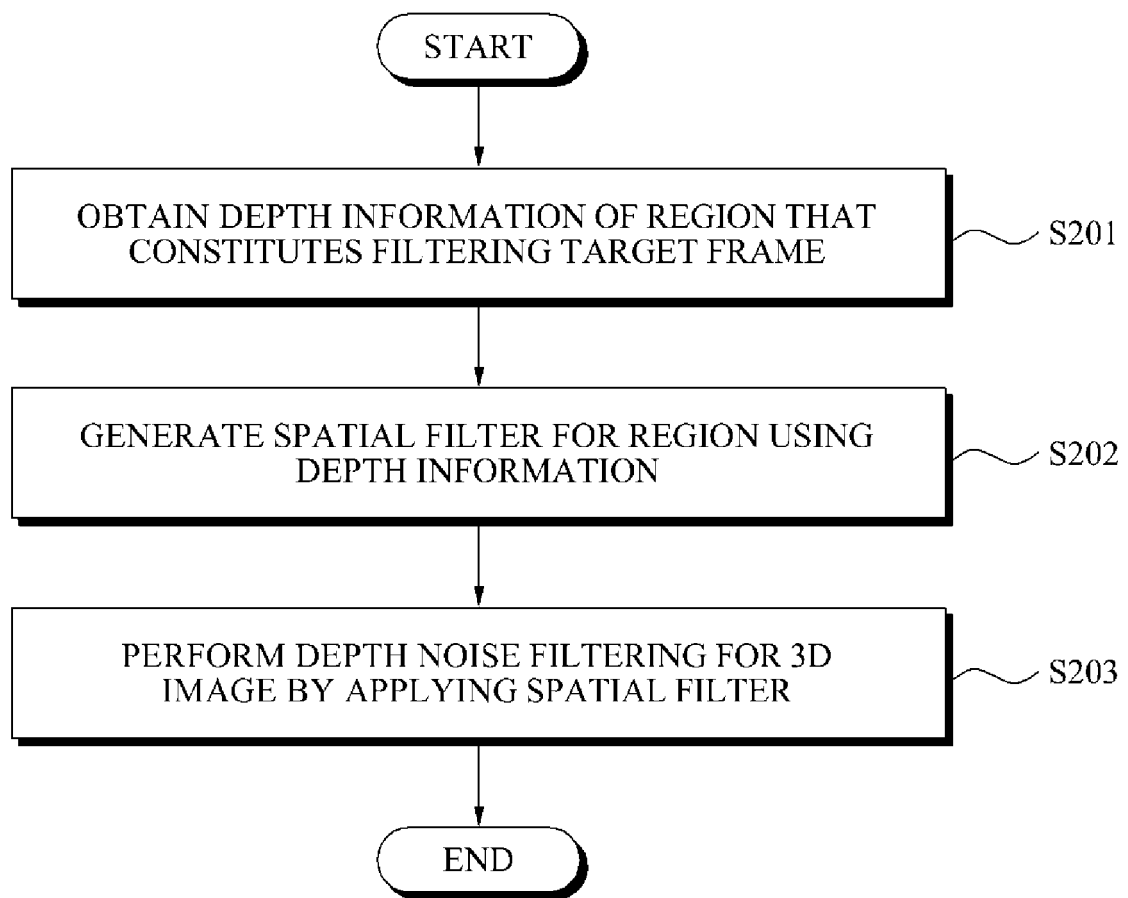 START
OBTAIN DEPTH INFORMATION OF REGION THAT
CONSTITUTES FILTERING TARGET FRAME
S201
GENERATE SPATIAL FILTER FOR REGION USING
DEPTH INFORMATION
S202
PERFORM DEPTH NOISE FILTERING FOR 3D
IMAGE BY APPLYING SPATIAL FILTER
S203
END